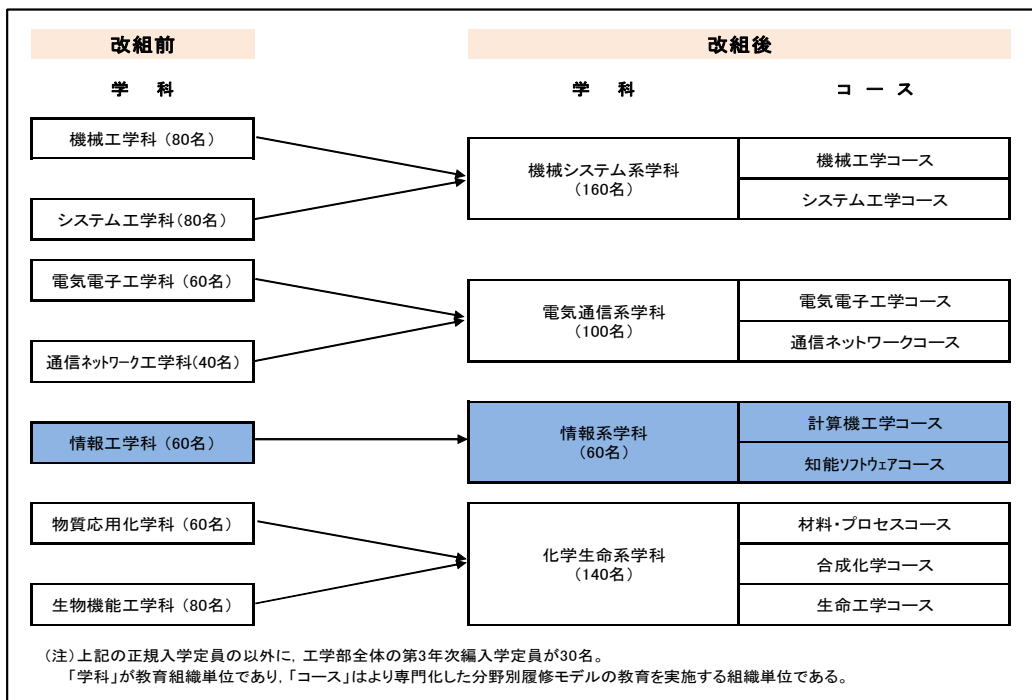 改組前
改組後
学 科
学 科
コ ー ス
機械工学科 (80名)
システム工学科(80名)
機械システム系学科
(160名)
機械工学コース
システム工学コース
電気電子工学科 (60名)
通信ネットワーク工学科(40名)
電気通信系学科
(100名)
電気電子工学コース
通信ネットワークコース
情報工学科 (60名)
情報系学科
(60名)
計算機工学コース
知能ソフトウェアコース
物質応用化学科 (60名)
生物機能工学科 (80名)
化学生命系学科
(140名)
材料・プロセスコース
合成化学コース
生命工学コース
(注)上記の正規入学定員の以外に, 工学部全体の第3年次編入学定員が30名。
「学科」が教育組織単位であり,「コース」はより専門化した分野別履修モデルの教育を実施する組織単位である。